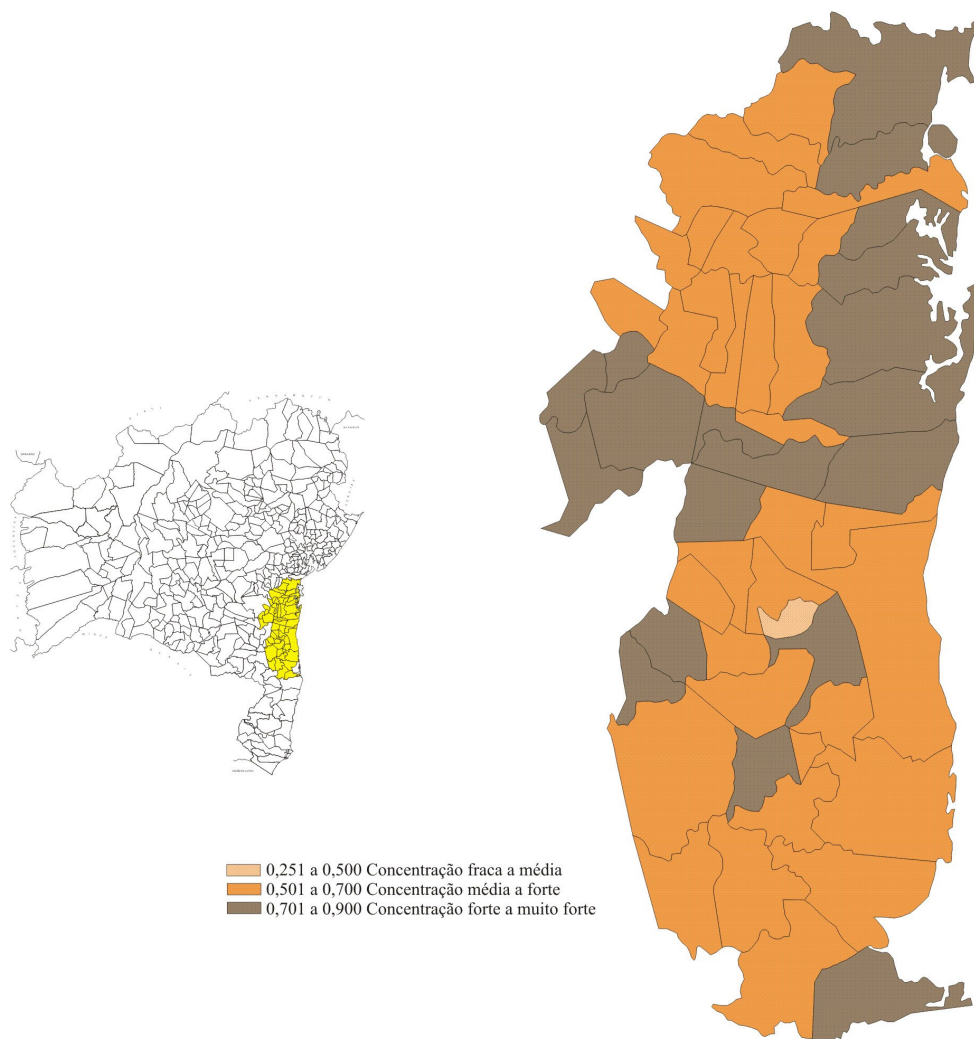 0,251 a 0,500 Concentração fraca a média
0,501 a 0,700 Concentração média a forte
0,701 a 0,900 Concentração forte a muito forte